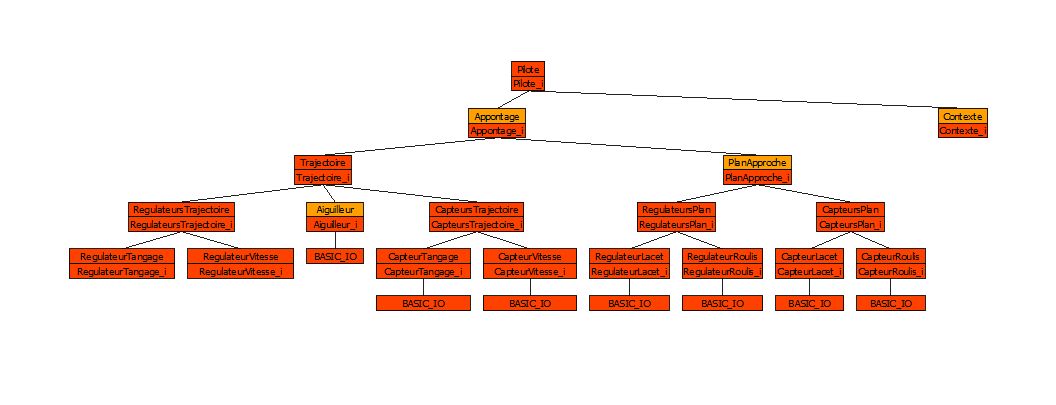 Pilote
Pilote_i
Appontage
Appontage_i
Contexte
Contexte_i
Trajectoire
Trajectoire_i
PlanApproche
PlanApproche_i
RegulateursTrajectoire
RegulateursTrajectoire_i
Aiguilleur
Aiguilleur_i
CapteursTrajectoire
CapteursTrajectoire_i
RegulateursPlan
RegulateursPlan_i
CapteursPlan
CapteursPlan_i
RegulateurTangage
RegulateurTangage_i
RegulateurVitesse
RegulateurVitesse_i
BASIC_IO
CapteurTangage
CapteurTangage_i
CapteurVitesse
CapteurVitesse_i
RegulateurLacet
RegulateurLacet_i
RegulateurRoulis
RegulateurRoulis_i
CapteurLacet
CapteurLacet_i
CapteurRoulis
CapteurRoulis_i
BASIC_IO
BASIC_IO
BASIC_IO
BASIC_IO
BASIC_IO
BASIC_IO